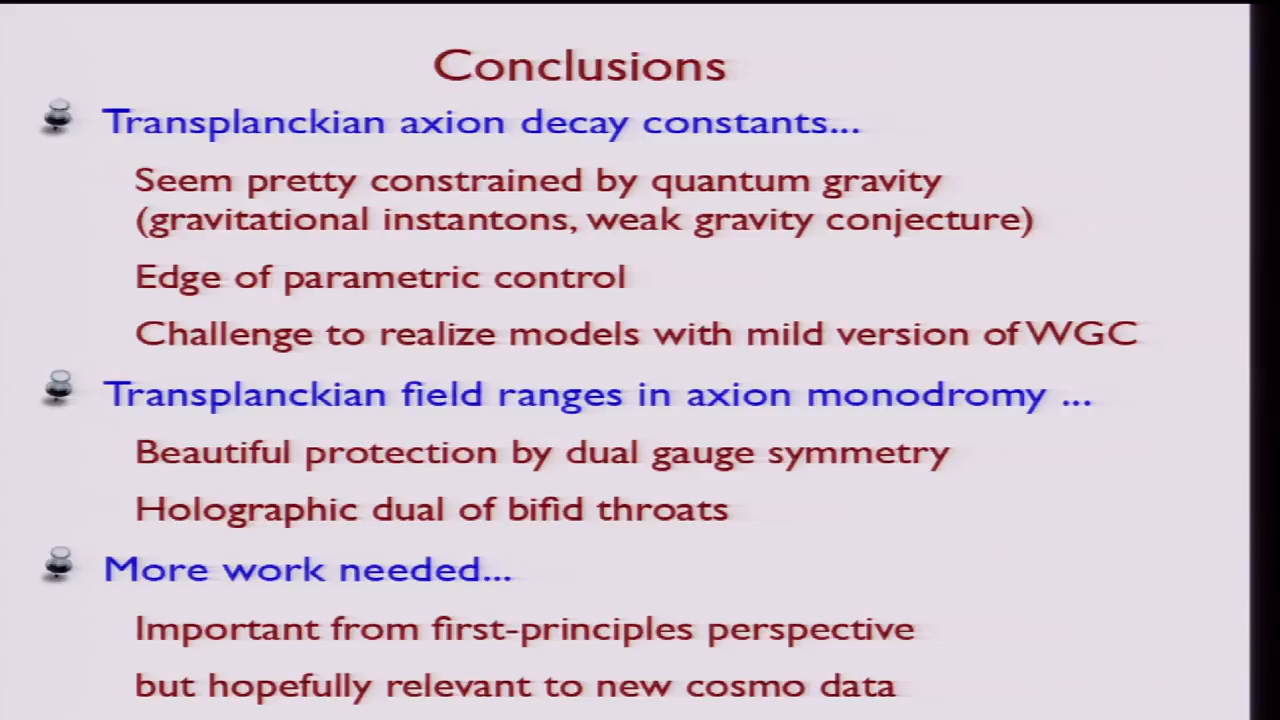 Conclusions
Transplanckian axion decay constants...
Seem pretty constrained by quantum gravity
(gravitational instantons, weak gravity conjecture)
Edge of parametric control
Challenge to realize models with mild version of WGC
Transplanckian field ranges in axion monodromy ...
Beautiful protection by dual gauge symmetry
Holographic dual of bifid throats
More work needed...
Important from first-principles perspective
but hopefully relevant to new cosmo data